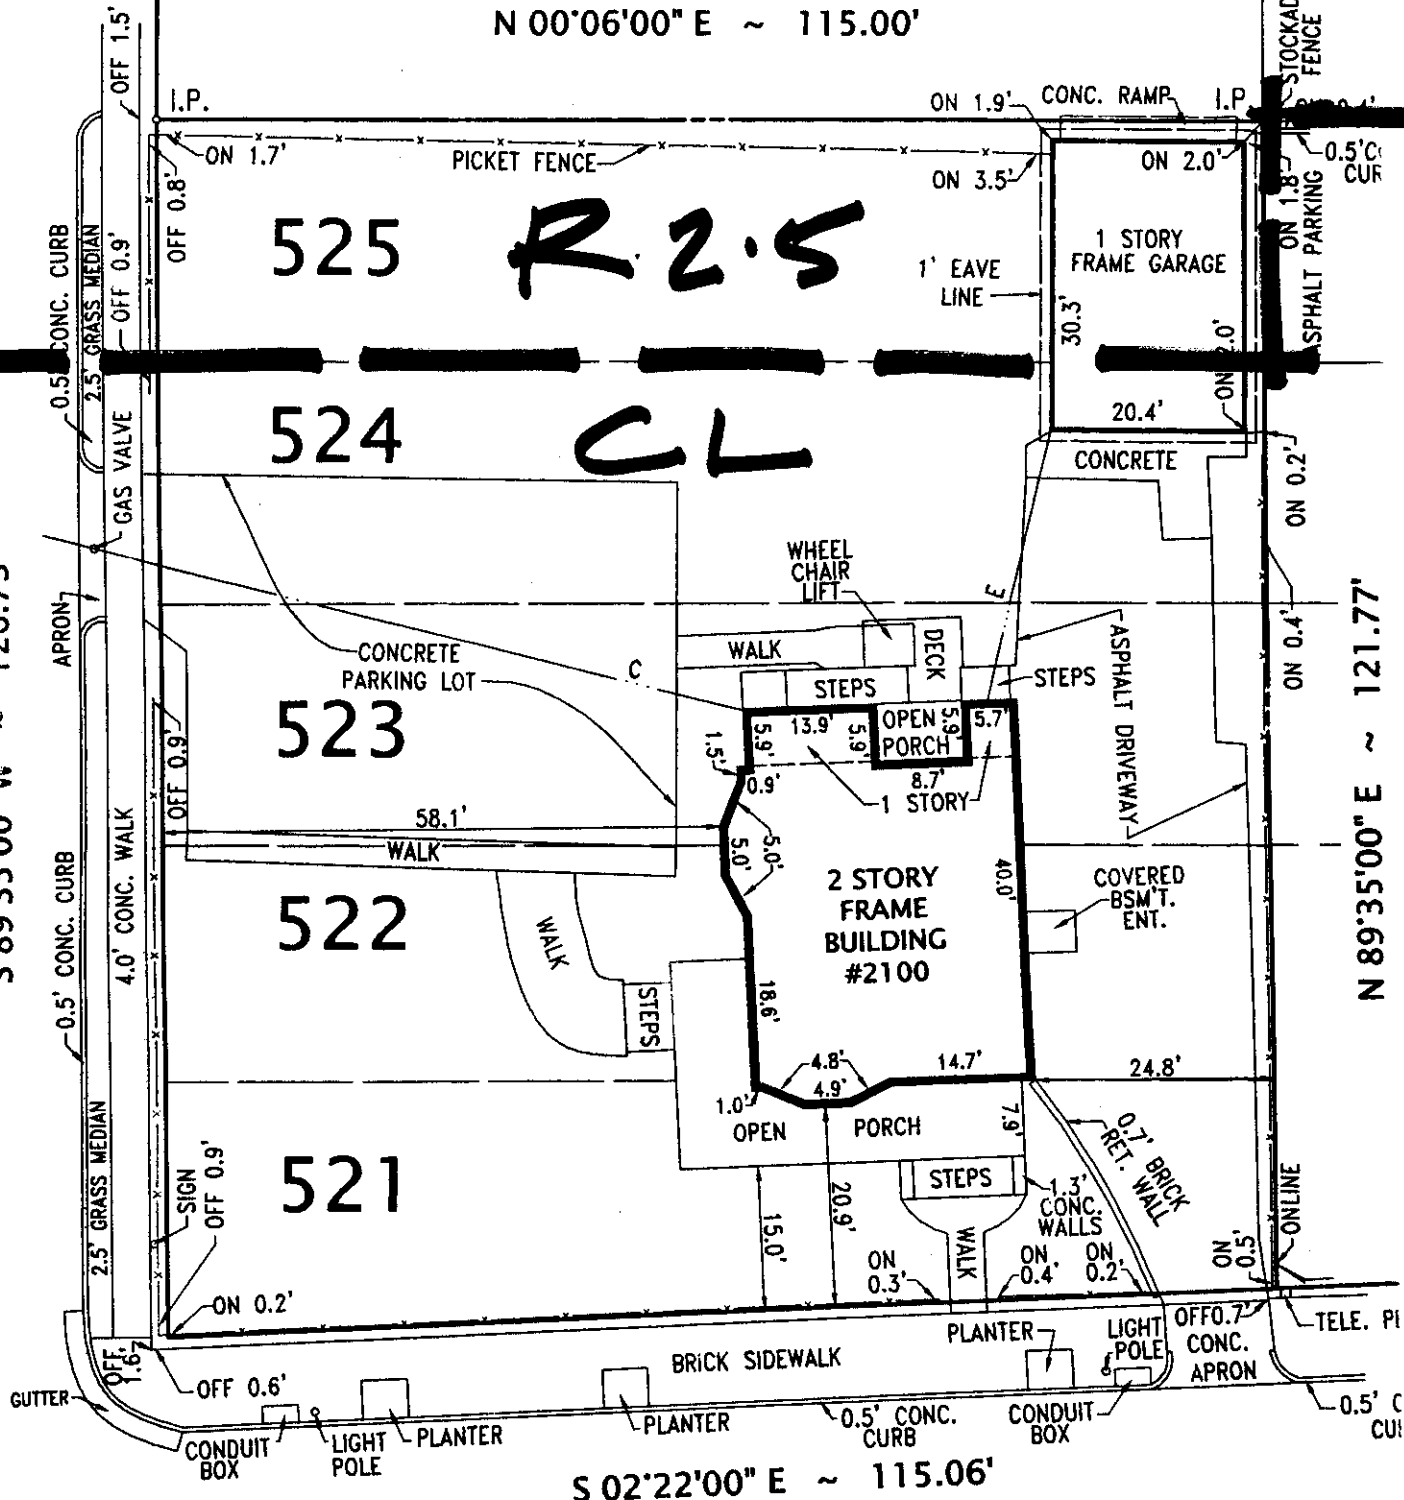 N 00°06'00" E ~ 115.00'
OFF 1.5'
I.P.
ON 1.9'
CONC. RAMP
I.P.
STOCKAD
FENCE
ON 1.7'
PICKET FENCE
ON 3.5'
ON 2.0'
0.5'C
CUR
OFF 0.8'
ON 1.8'
525
R.2.5
1 STORY
FRAME GARAGE
1' EAVE
LINE
30.3'
ASPHALT PARKING
0.5' CONC. CURB
2.5' GRASS MEDIAN
OFF 0.9'
524
CL
20.4'
CONCRETE
ON 0.2'
GAS VALVE
WHEEL
CHAIR
LIFT
E
APRON
CONCRETE
PARKING LOT
C
WALK
DECK
STEPS
STEPS
ASPHALT DRIVEWAY
ON 0.4'
N 89°35'00" E ~ 121.77'
523
OFF 0.9'
1.5'
5.9'
13.9'
5.9'
OPEN
PORCH
5.9'
5.7'
0.9'
8.7'
1 STORY
58.1'
WALK
5.0'
5.0'
40.0'
0.5' CONC. CURB
4.0' CONC. WALK
522
WALK
2 STORY
FRAME
BUILDING
#2100
COVERED
BSM'T.
ENT.
STEPS
18.6'
4.8'
14.7'
24.8'
1.0'
4.9'
OPEN PORCH
7.9'
0.7' BRICK
RET. WALL
2.5' GRASS MEDIAN
SIGN
OFF 0.9'
521
15.0'
20.9'
STEPS
1.3'
CONC.
WALLS
WALK
ON
0.3'
ON
0.4'
ON
0.2'
ON
0.5'
ONLINE
ON 0.2'
OFF
1.6'
OFF 0.6'
GUTTER
BRICK SIDEWALK
PLANTER
LIGHT
POLE
OFF0.7'
CONC.
APRON
TELE. PI
CONDUIT
BOX
LIGHT
POLE
PLANTER
PLANTER
0.5' CONC.
CURB
CONDUIT
BOX
0.5' C
CU
S 02°22'00" E ~ 115.06'